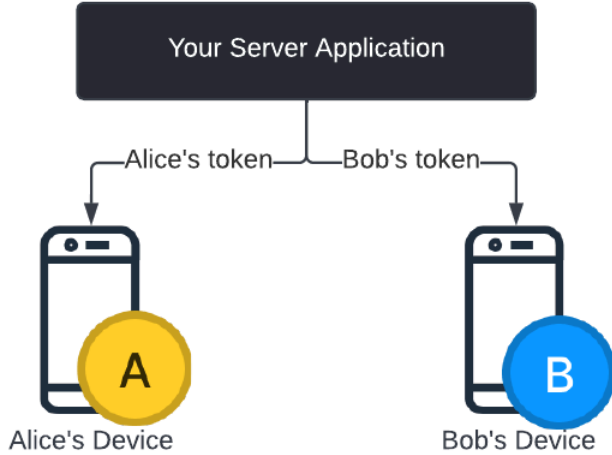 Your Server Application
Alice's token
Bob's token
A
B
Alice's Device
Bob's Device